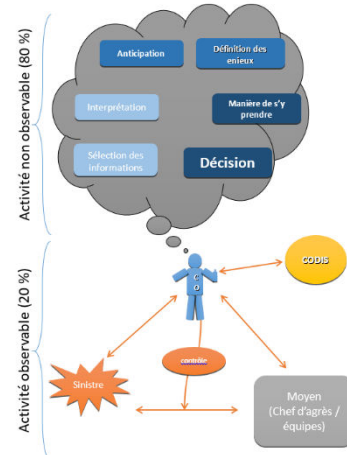 Activité non observable (80 %)
Anticipation
Définition des
enieux
Interprétation
Manière de s'y
prendre
Sélection des
informations
Décision
Activité observable (20 %)
C
O
CODIS
Sinistre
contrôle
Moyen
(Chef d'agrès /
équipes)